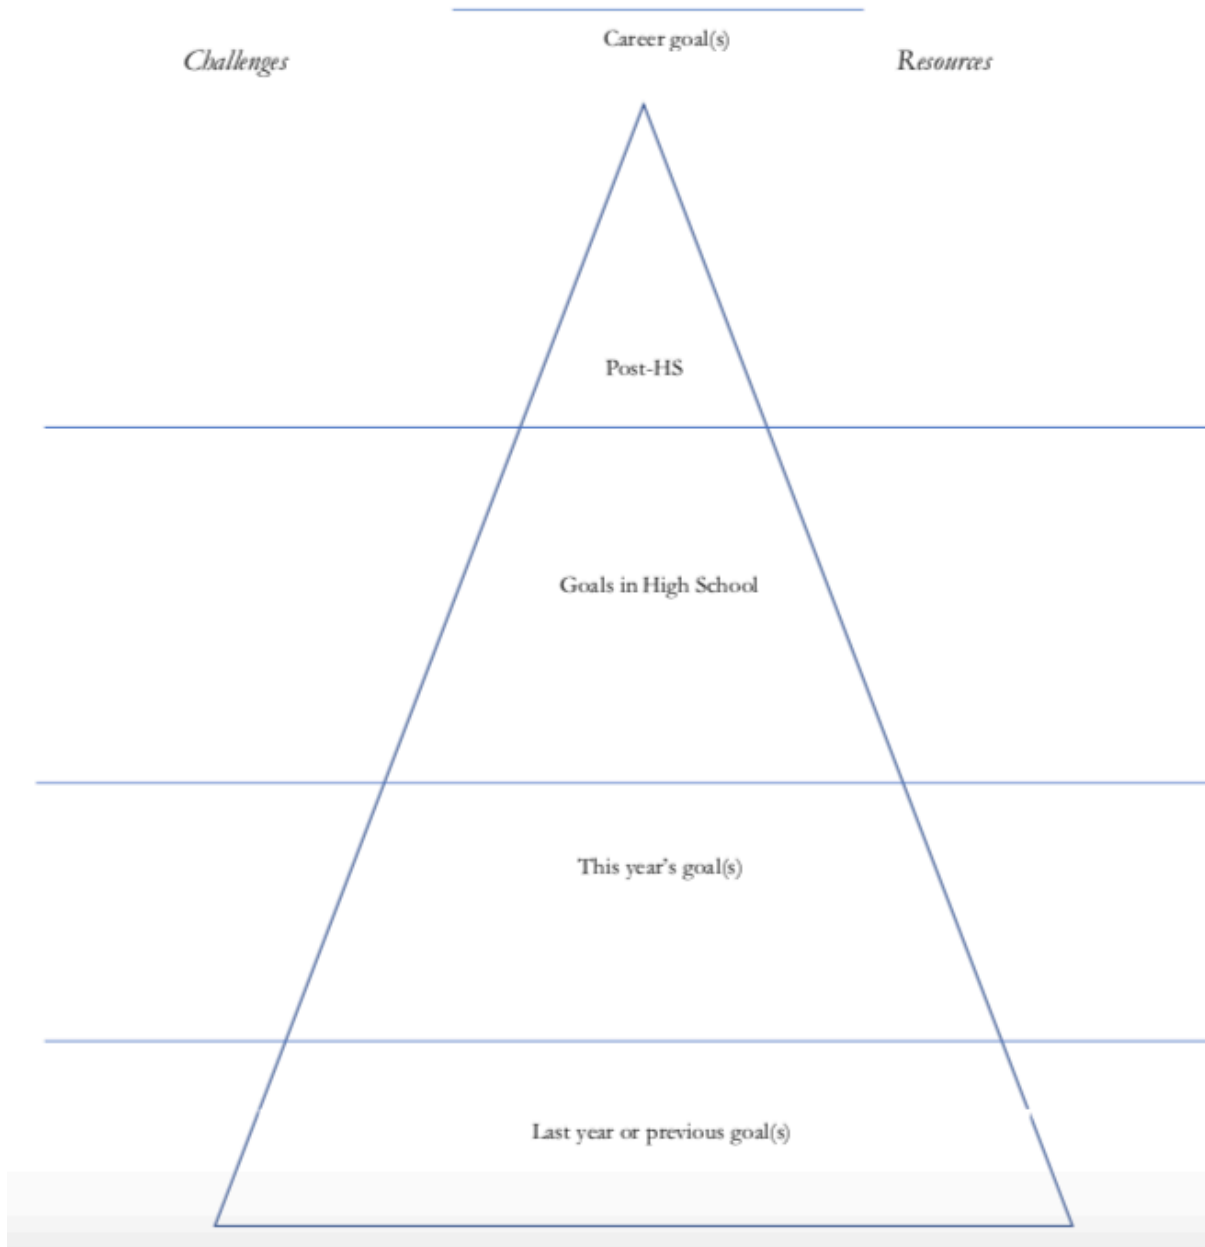 Career goal(s)
Challenges
Resources
Post-HS
Goals in High School
This year's goal(s)
Last year or previous goal(s)